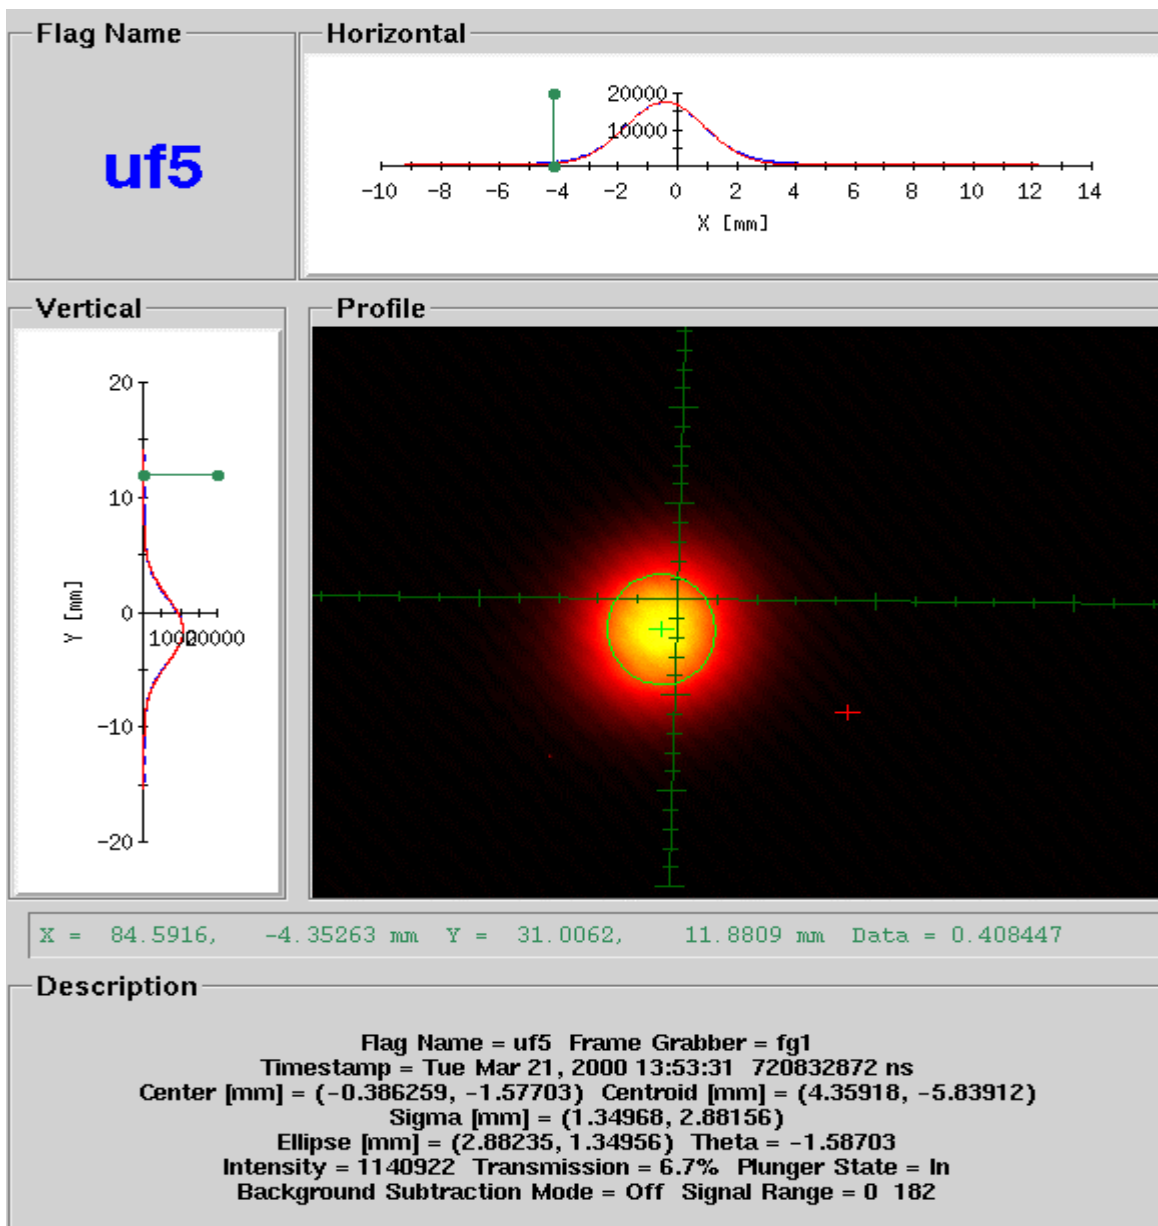 Flag Name
Horizontal
uf5
20000
10000
-10 -8 -6 -4 -2 0 2 4 6 8 10 12 14
X [mm]
Vertical
Profile
20
10
0
10000 20000
Y [mm]
-10
-20
X = 84.5916, -4.35263 mm Y = 31.0062, 11.8809 mm Data = 0.408447
Description
Flag Name = uf5 Frame Grabber = fg1
Timestamp = Tue Mar 21, 2000 13:53:31 720832872 ns
Center [mm] = (-0.386259, -1.57703) Centroid [mm] = (4.35918, -5.83912)
Sigma [mm] = (1.34968, 2.88156)
Ellipse [mm] = (2.88235, 1.34956) Theta = -1.58703
Intensity = 1140922 Transmission = 6.7% Plunger State = In
Background Subtraction Mode = Off Signal Range = 0 182